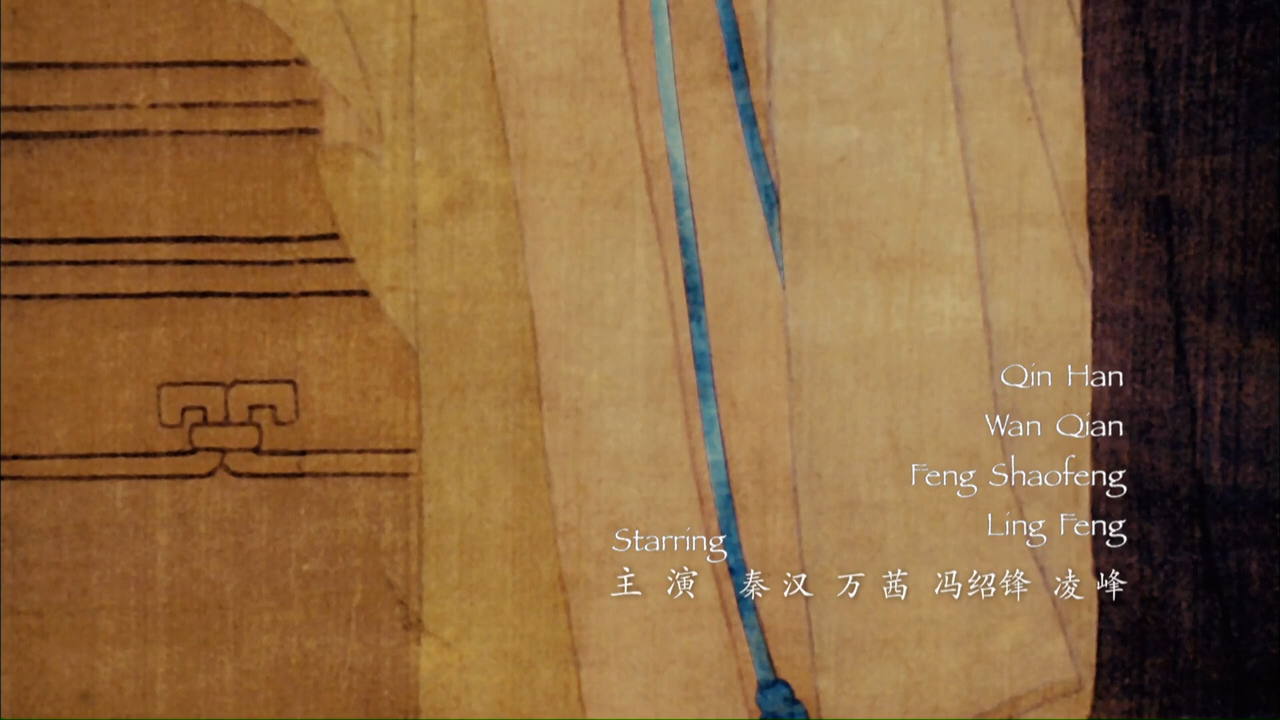 Qin Han
Wan Qian
Feng Shaofeng
Ling Feng
Starring
主 演 秦 汉 万 茜 冯绍锋 凌 峰